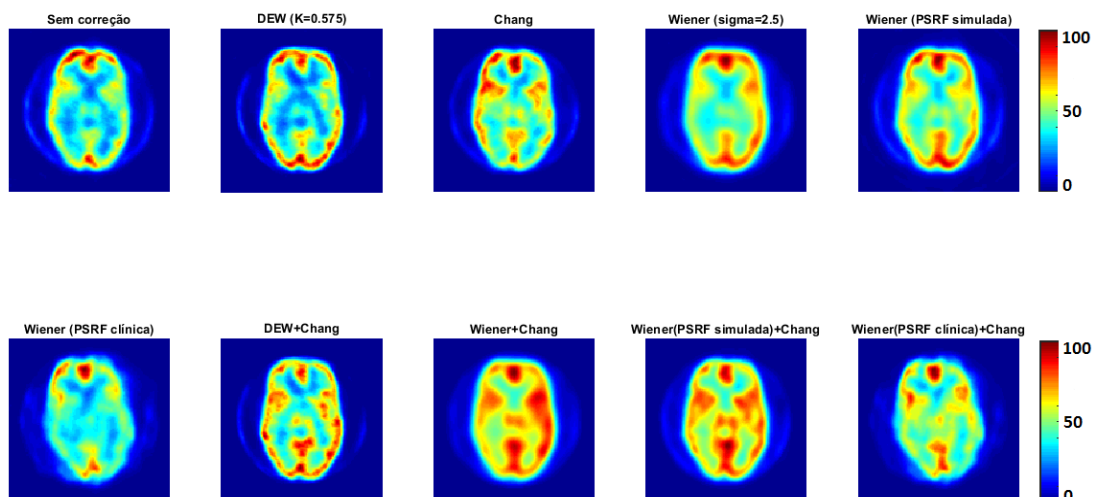 Sem correção
DEW (K=0.575)
Chang
Wiener (sigma=2.5)
Wiener (PSRF simulada)
100
50
0
Wiener (PSRF clínica)
DEW+Chang
Wiener+Chang
Wiener(PSRF simulada)+Chang
Wiener(PSRF clínica)+Chang
100
50
0